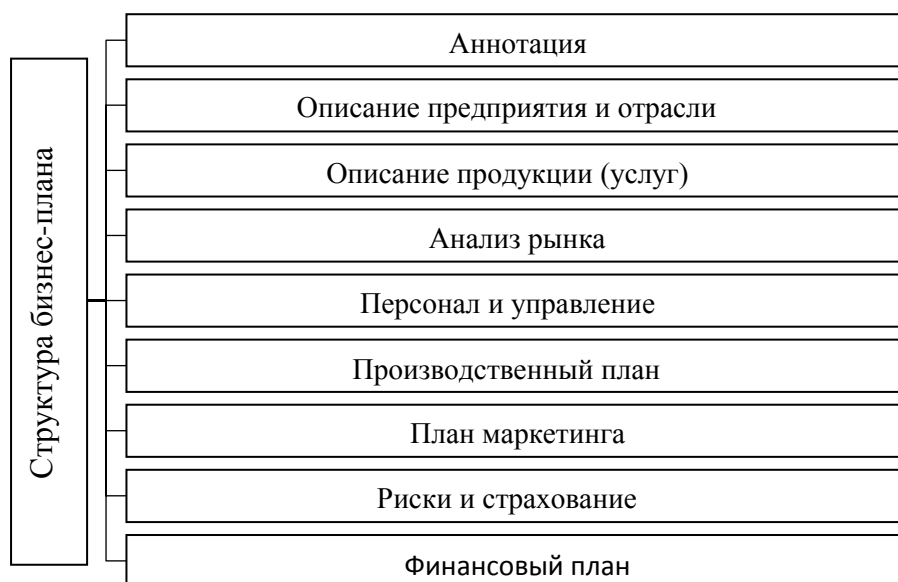 Структура бизнес-плана
Аннотация
Описание предприятия и отрасли
Описание продукции (услуг)
Анализ рынка
Персонал и управление
Производственный план
План маркетинга
Риски и страхование
Финансовый план